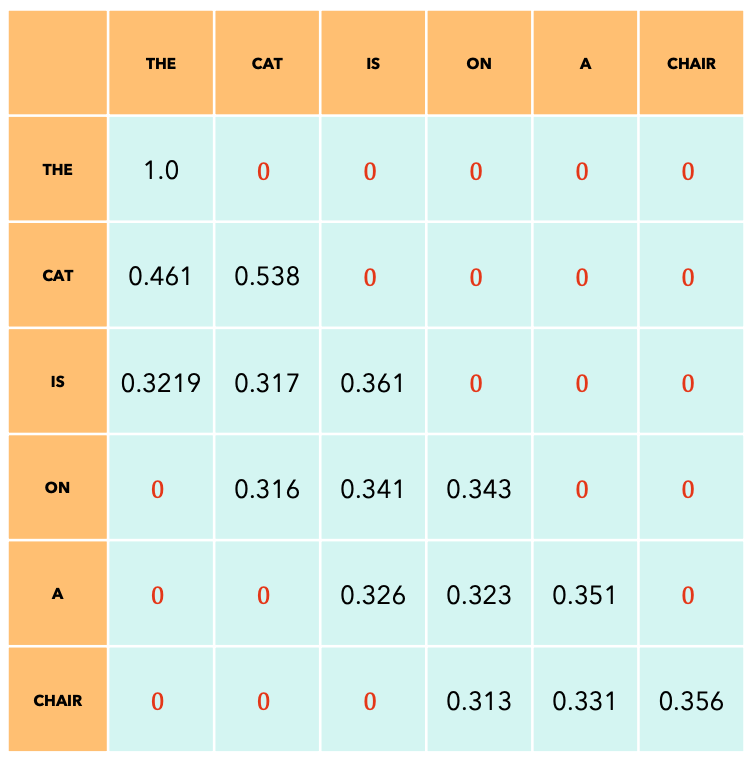 THE CAT IS ON A CHAIR
THE 1.0 0 0 0 0 0
CAT 0.461 0.538 0 0 0 0
IS 0.3219 0.317 0.361 0 0 0
ON 0 0.316 0.341 0.343 0 0
A 0 0 0.326 0.323 0.351 0
CHAIR 0 0 0 0.313 0.331 0.356